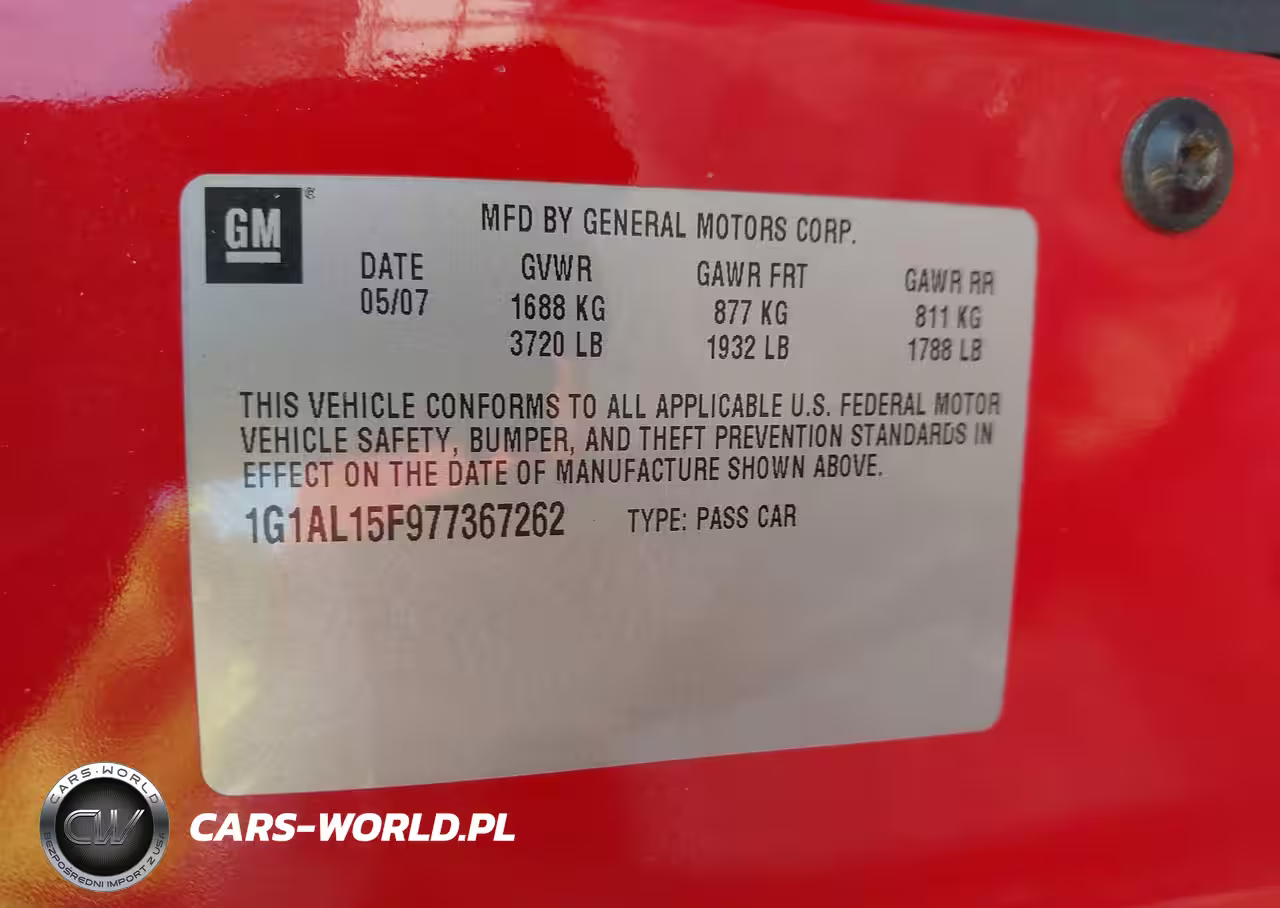 GM ®
MFD BY GENERAL MOTORS CORP.
DATE GVWR GAWR FRT GAWR RR
05/07 1688 KG 877 KG 811 KG
3720 LB 1932 LB 1788 LB
THIS VEHICLE CONFORMS TO ALL APPLICABLE U.S. FEDERAL MOTOR
VEHICLE SAFETY, BUMPER, AND THEFT PREVENTION STANDARDS IN
EFFECT ON THE DATE OF MANUFACTURE SHOWN ABOVE.
1G1AL15F977367262 TYPE: PASS CAR
CARS-WORLD
CW
BEZPOŚREDNI IMPORT Z USA
CARS-WORLD.PL